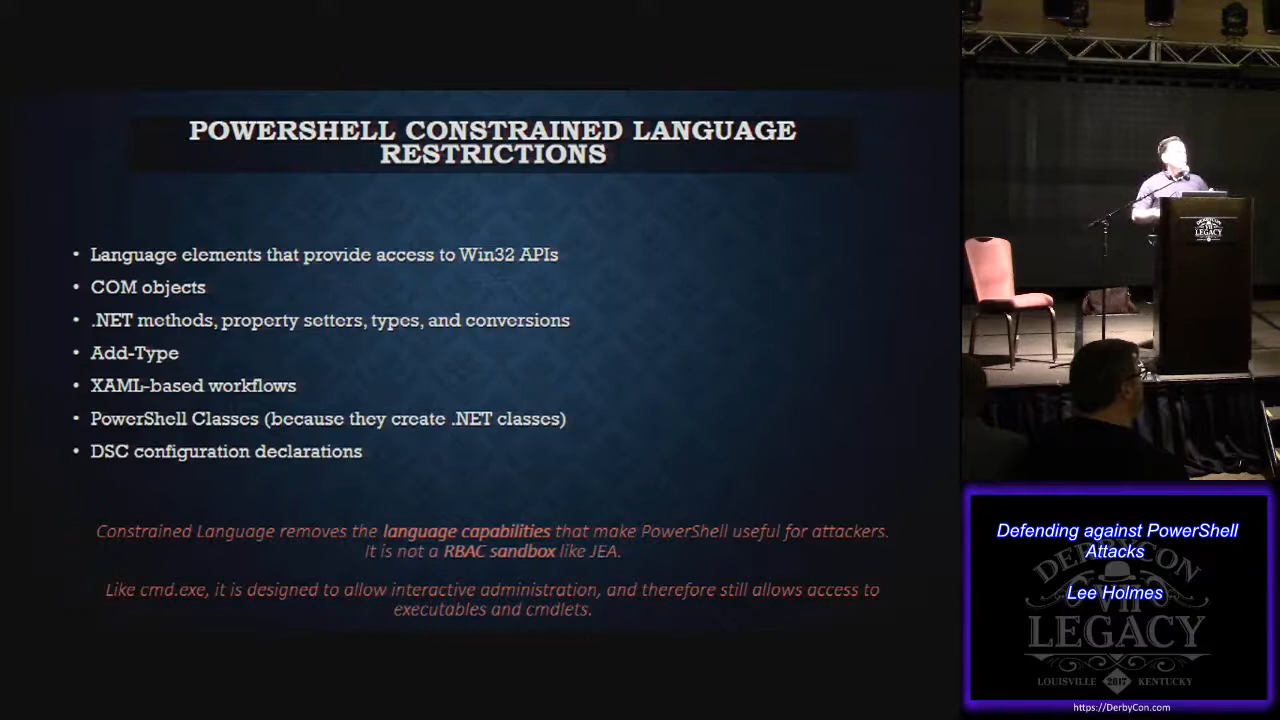 POWERSHELL CONSTRAINED LANGUAGE
RESTRICTIONS
• Language elements that provide access to Win32 APIs
• COM objects
• .NET methods, property setters, types, and conversions
• Add-Type
• XAML-based workflows
• PowerShell Classes (because they create .NET classes)
• DSC configuration declarations
Constrained Language removes the language capabilities that make PowerShell useful for attackers.
It is not a RBAC sandbox like JEA.
Like cmd.exe, it is designed to allow interactive administration, and therefore still allows access to
executables and cmdlets.
LEGACY
Defending against PowerShell
Attacks
Lee Holmes
DERBYCON
VII
LEGACY
LOUISVILLE 2017 KENTUCKY
https://DerbyCon.com